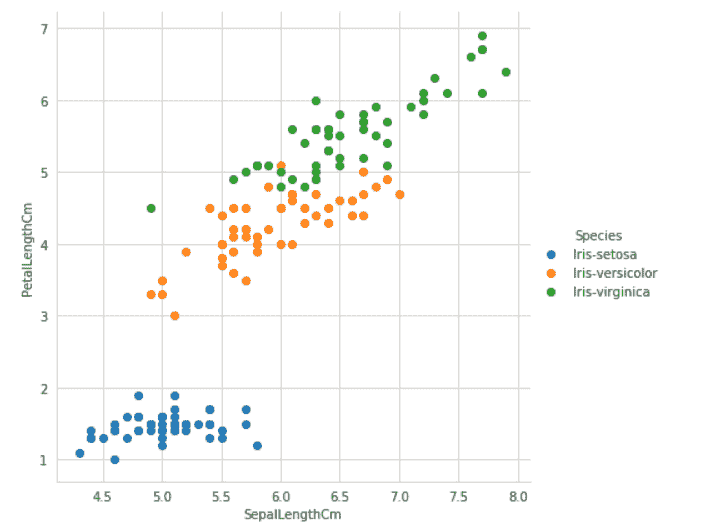 7
6
5
4
3
2
1
PetalLengthCm
4.5 5.0 5.5 6.0 6.5 7.0 7.5 8.0
SepalLengthCm
Species
Iris-setosa
Iris-versicolor
Iris-virginica